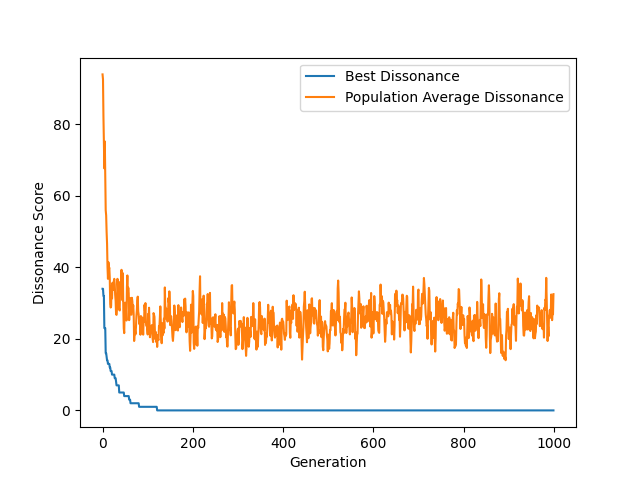 Best Dissonance
Population Average Dissonance
80
60
40
20
0
Dissonance Score
0 200 400 600 800 1000
Generation